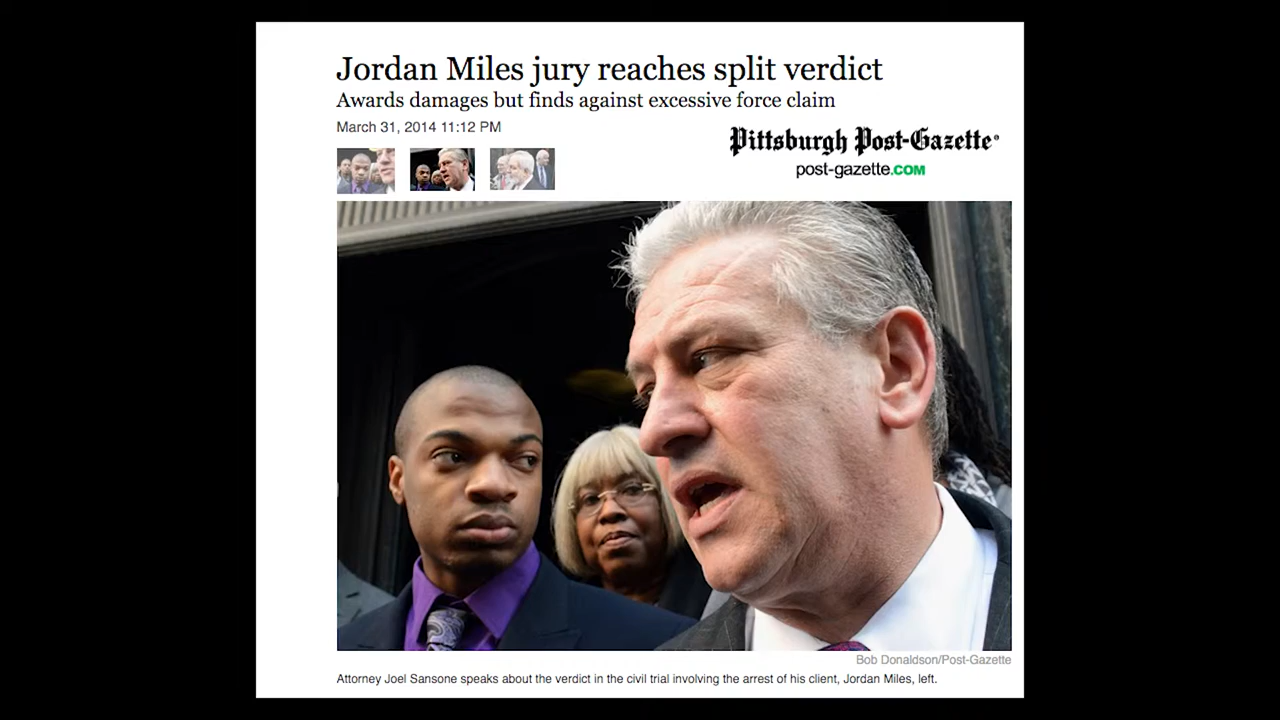 Jordan Miles jury reaches split verdict
Awards damages but finds against excessive force claim
March 31, 2014 11:12 PM
Pittsburgh Post-Gazette®
post-gazette.COM
Bob Donaldson/Post-Gazette
Attorney Joel Sansone speaks about the verdict in the civil trial involving the arrest of his client, Jordan Miles, left.